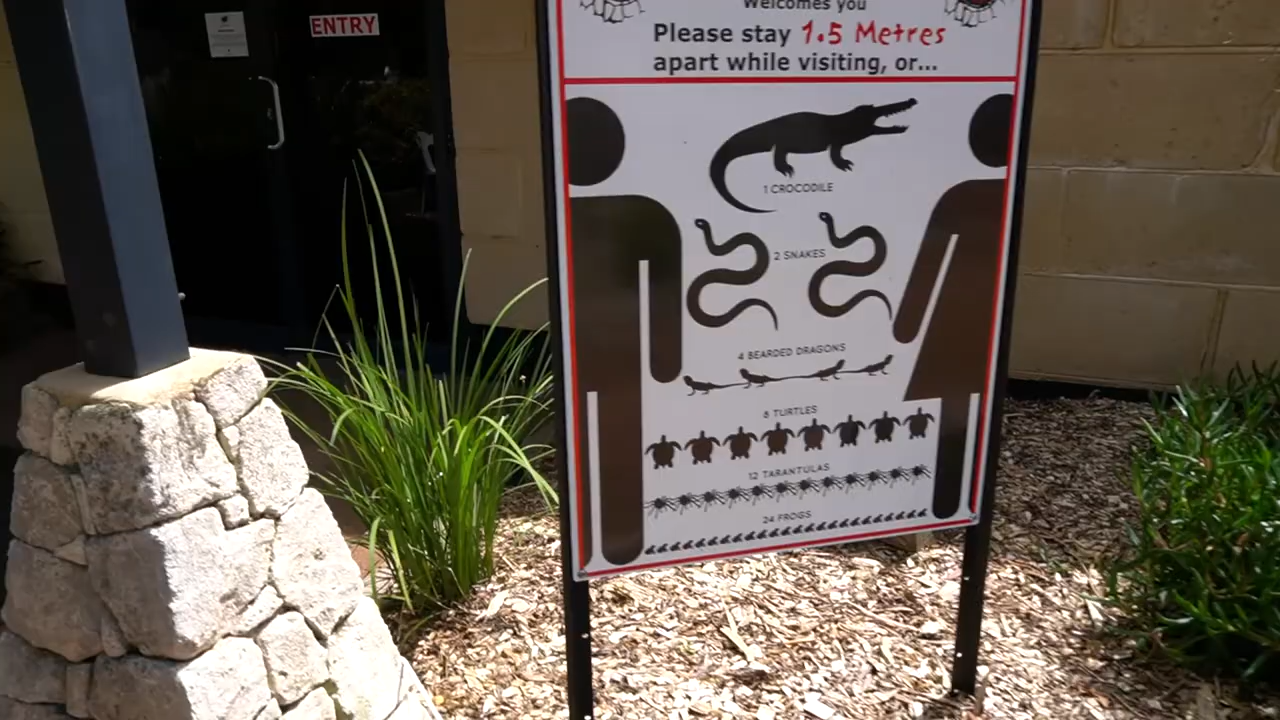 ENTRY
Welcomes you
Please stay 1.5 Metres
apart while visiting, or...
1 CROCODILE
2 SNAKES
4 BEARDED DRAGONS
8 TURTLES
12 TARANTULAS
24 FROGS